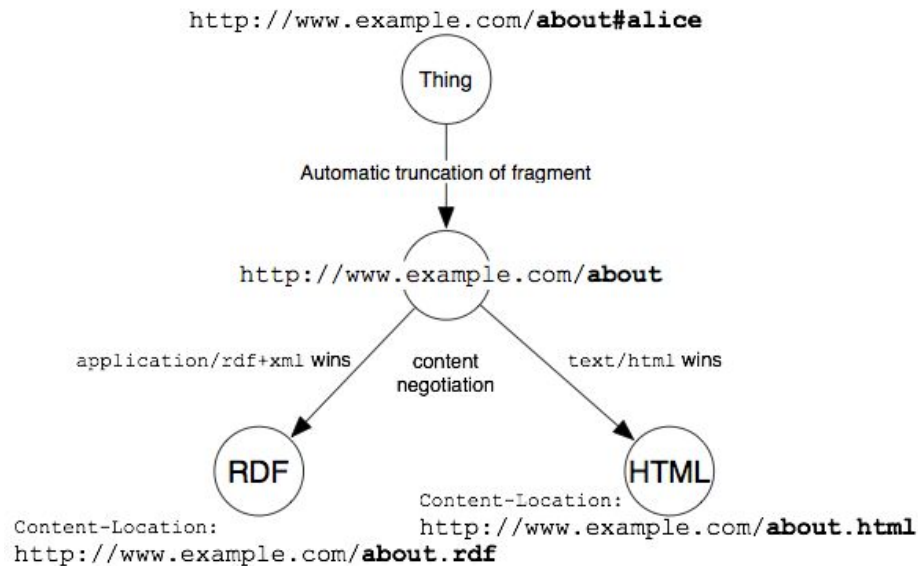 http://www.example.com/about#alice
Thing
Automatic truncation of fragment
http://www.example.com/about
application/rdf+xml wins
content
negotiation
text/html wins
RDF
HTML
Content-Location:
http://www.example.com/about.rdf
Content-Location:
http://www.example.com/about.html